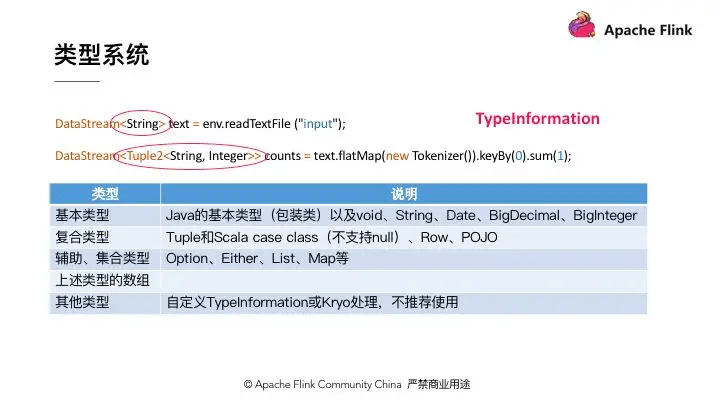 Apache Flink
类型系统
DataStream<String> text = env.readTextFile ("input");
TypeInformation
DataStream<Tuple2<String, Integer>> counts = text.flatMap(new Tokenizer()).keyBy(0).sum(1);
类型 说明
基本类型 Java的基本类型（包装类）以及void、String、Date、BigDecimal、BigInteger
复合类型 Tuple和Scala case class（不支持null）、Row、POJO
辅助、集合类型 Option、Either、List、Map等
上述类型的数组
其他类型 自定义TypeInformation或Kryo处理，不推荐使用
© Apache Flink Community China 严禁商业用途